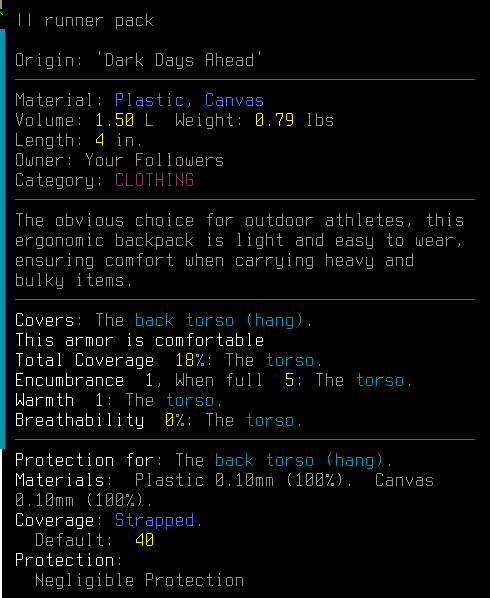 || runner pack
Origin: 'Dark Days Ahead'
Material: Plastic, Canvas
Volume: 1.50 L  Weight: 0.79 lbs
Length: 4 in.
Owner: Your Followers
Category: CLOTHING
The obvious choice for outdoor athletes, this
ergonomic backpack is light and easy to wear,
ensuring comfort when carrying heavy and
bulky items.
Covers: The back torso (hang).
This armor is comfortable
Total Coverage  18%: The torso.
Encumbrance  1, When full  5: The torso.
Warmth  1: The torso.
Breathability  0%: The torso.
Protection for: The back torso (hang).
Materials:  Plastic 0.10mm (100%).  Canvas
0.10mm (100%).
Coverage: Strapped.
Default:  40
Protection:
Negligible Protection